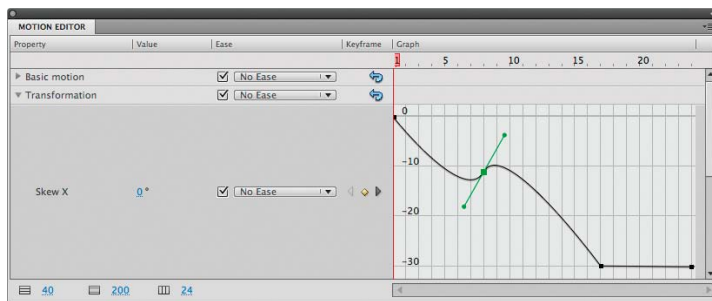 MOTION EDITOR
Property Value Ease Keyframe Graph
1 5 10 15 20
Basic motion No Ease
Transformation No Ease
0
-10
Skew X 0° No Ease
-20
-30
40 200 24